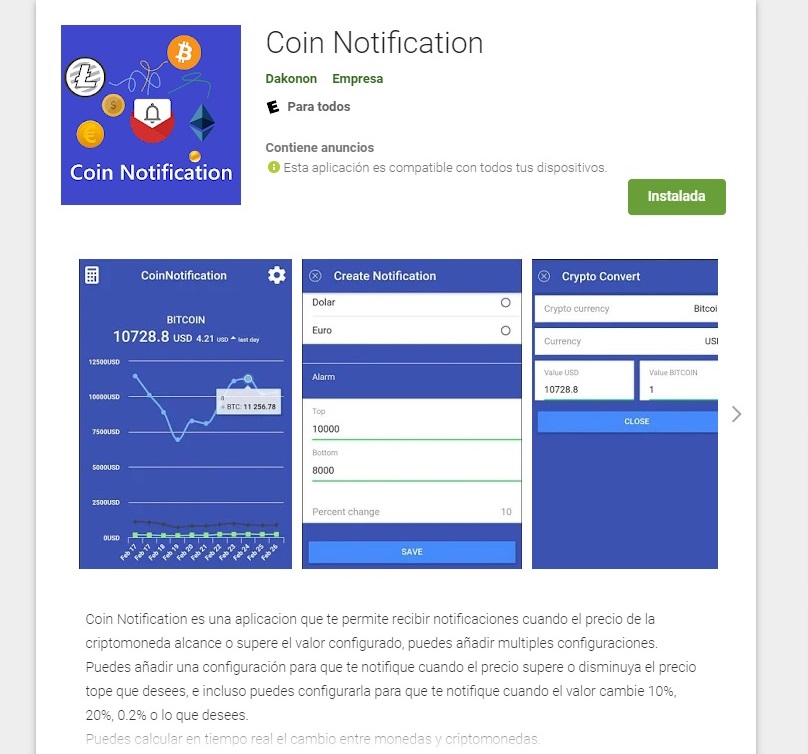 Coin Notification
Coin Notification
Dakonon Empresa
Para todos
Contiene anuncios
Esta aplicación es compatible con todos tus dispositivos.
Instalada
CoinNotification
BITCOIN
10728.8 USD 4.21 USD last day
12500USD
10000USD
7500USD
5000USD
2500USD
0USD
BTC: 11 256.78
Feb 17 Feb 17 Feb 18 Feb 19 Feb 20 Feb 21 Feb 22 Feb 23 Feb 24 Feb 25 Feb 26
Create Notification
Dolar
Euro
Alarm
Top
10000
Bottom
8000
Percent change 10
SAVE
Crypto Convert
Crypto currency Bitcoi
Currency US
Value USD Value BITCOIN
10728.8 1
CLOSE
Coin Notification es una aplicacion que te permite recibir notificaciones cuando el precio de la
criptomoneda alcance o supere el valor configurado, puedes añadir multiples configuraciones.
Puedes añadir una configuración para que te notifique cuando el precio supere o disminuya el precio
tope que desees, e incluso puedes configurarla para que te notifique cuando el valor cambie 10%,
20%, 0.2% o lo que desees.
Puedes calcular en tiempo real el cambio entre monedas y criptomonedas.